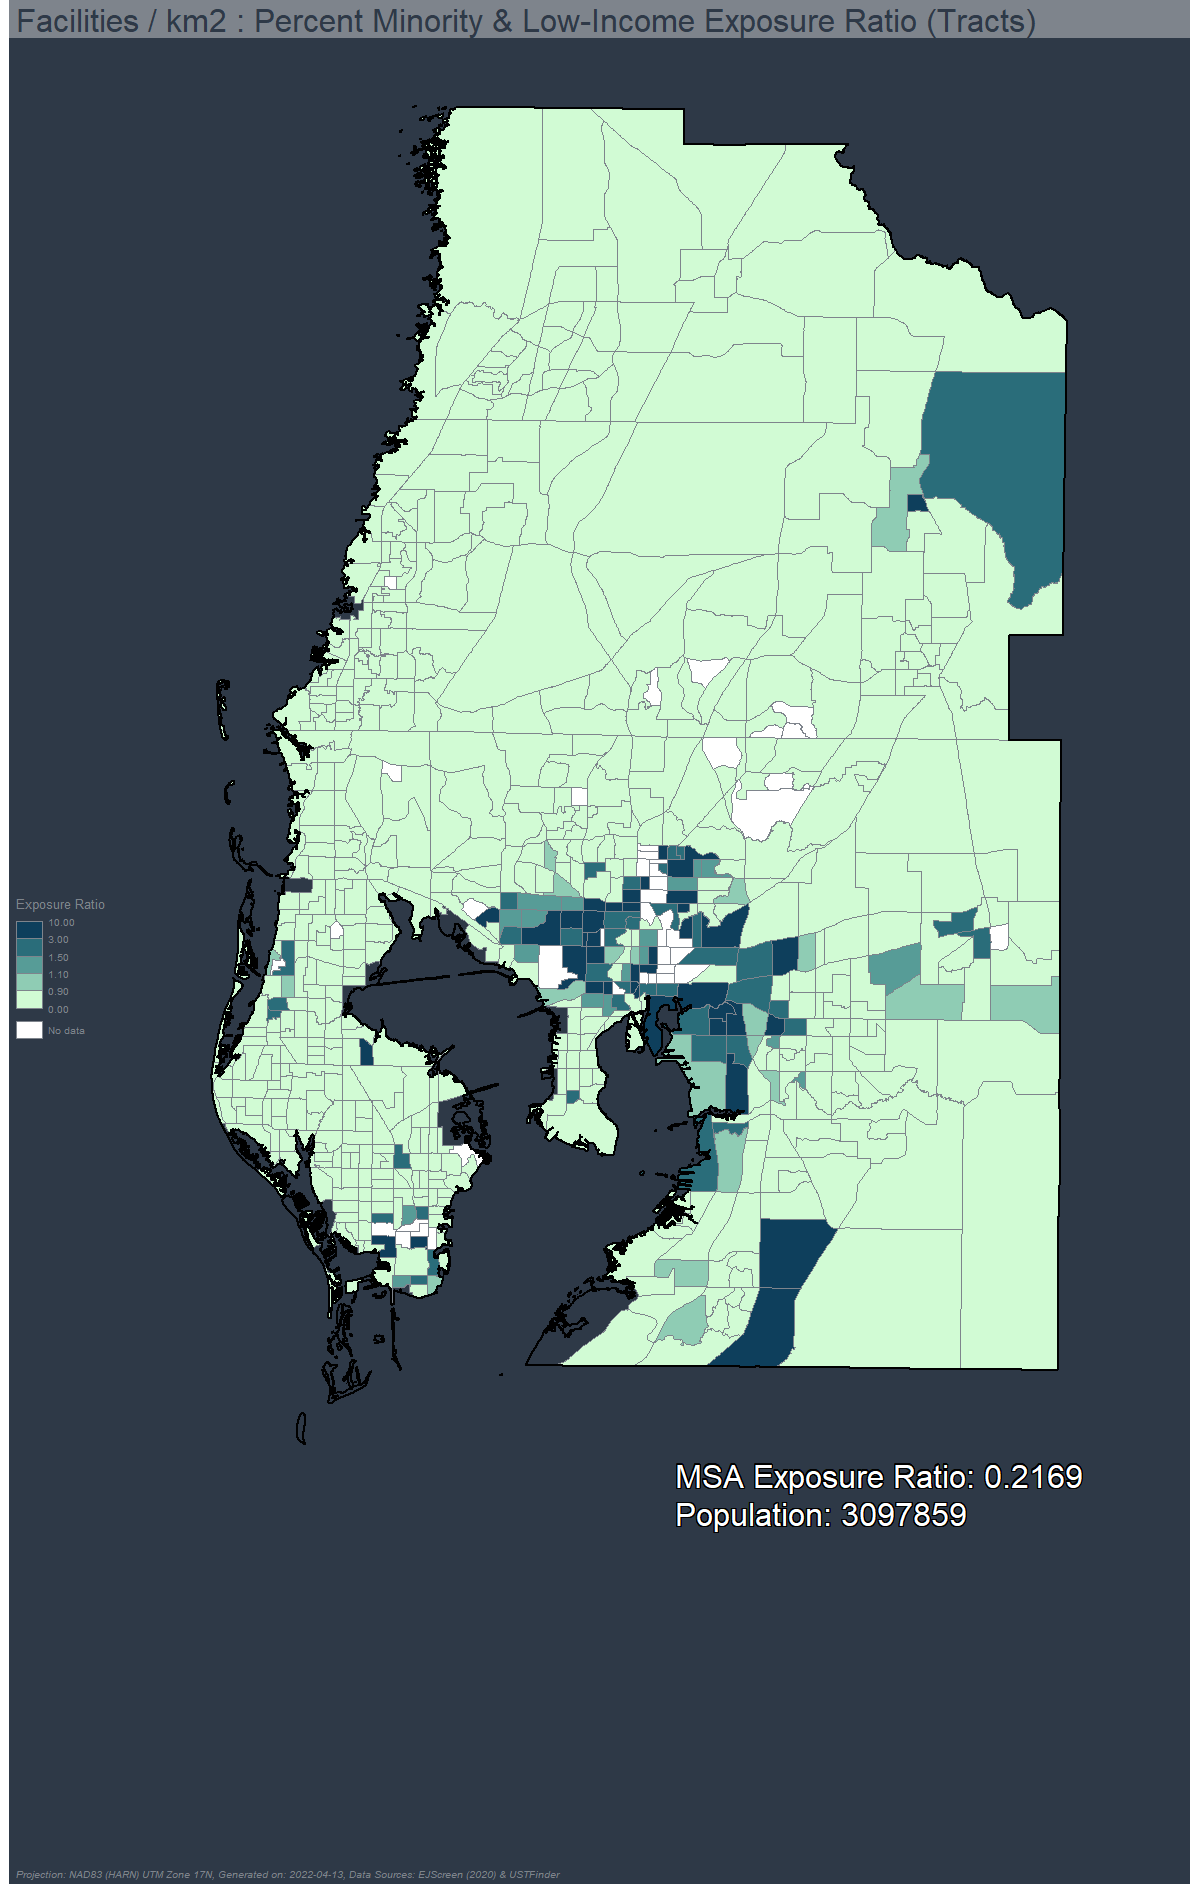 Facilities / km2 : Percent Minority & Low-Income Exposure Ratio (Tracts)
Exposure Ratio
10.00
3.00
1.50
1.10
0.90
0.00
No data
MSA Exposure Ratio: 0.2169
Population: 3097859
Projection: NAD83 (HARN) UTM Zone 17N, Generated on: 2022-04-13, Data Sources: EJScreen (2020) & USTFinder